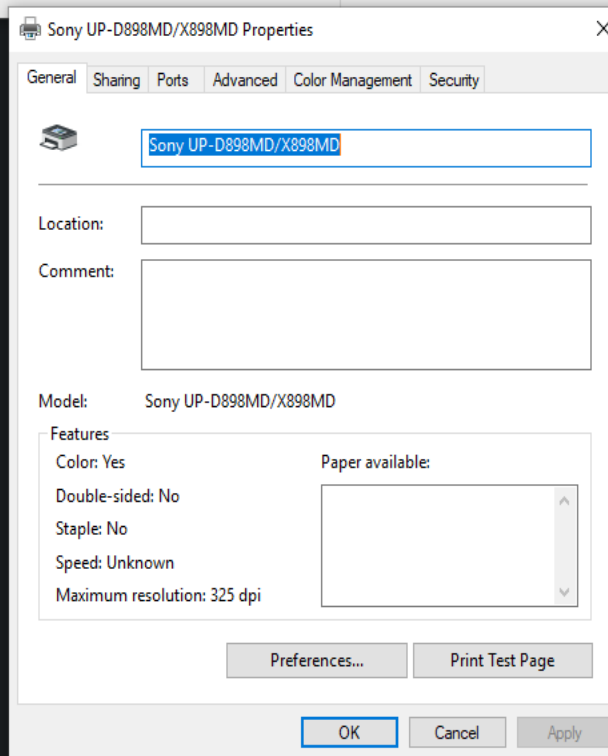 Sony UP-D898MD/X898MD Properties
General Sharing Ports Advanced Color Management Security
Sony UP-D898MD/X898MD
Location:
Comment:
Model: Sony UP-D898MD/X898MD
Features
Color: Yes Paper available:
Double-sided: No
Staple: No
Speed: Unknown
Maximum resolution: 325 dpi
Preferences... Print Test Page
OK Cancel Apply